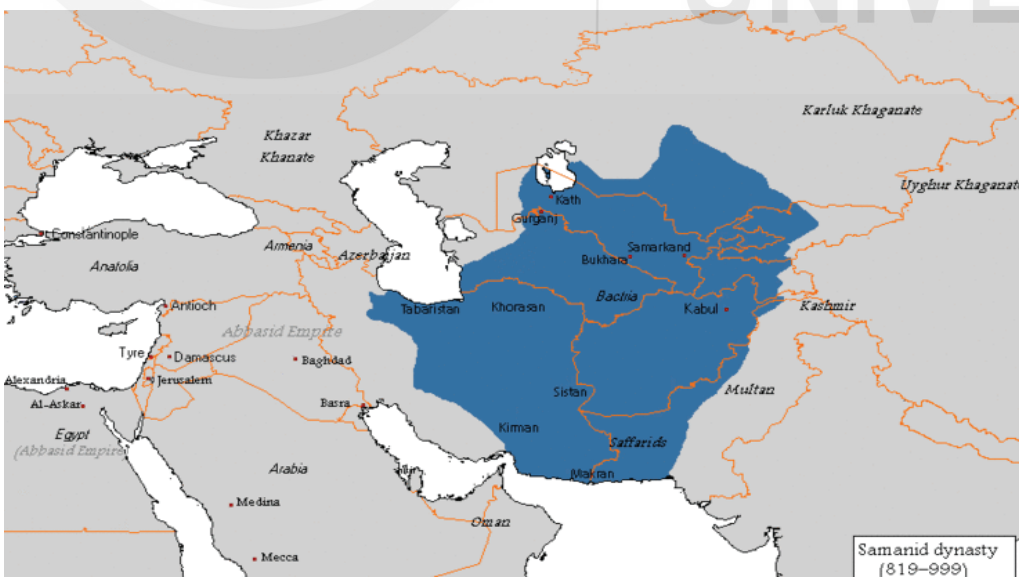 UNIVE
Karluk Khaganate
Khazar
Khanate
Uyghur Khaganate
Kath
Gurganj
Constantinople
Armenia
Samarkand
Azerbaijan
Bukhara
Anatolia
Bactria
Antioch
Tabaristan
Khorasan
Kabul
Kashmir
Abbasid Empire
Tyre
Damascus
Baghdad
Alexandria
Jerusalem
Sistan
Multan
Al-Askar
Basra
Egypt
(Abbasid Empire)
Kirman
Saffarids
Arabia
Makran
Medina
Oman
Mecca
Samanid dynasty
(819–999)